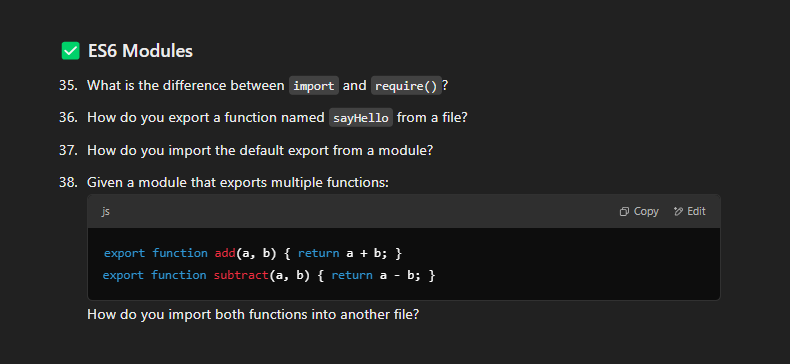 ✅ ES6 Modules
35. What is the difference between import and require()?
36. How do you export a function named sayHello from a file?
37. How do you import the default export from a module?
38. Given a module that exports multiple functions:
js Copy Edit
export function add(a, b) { return a + b; }
export function subtract(a, b) { return a - b; }
How do you import both functions into another file?